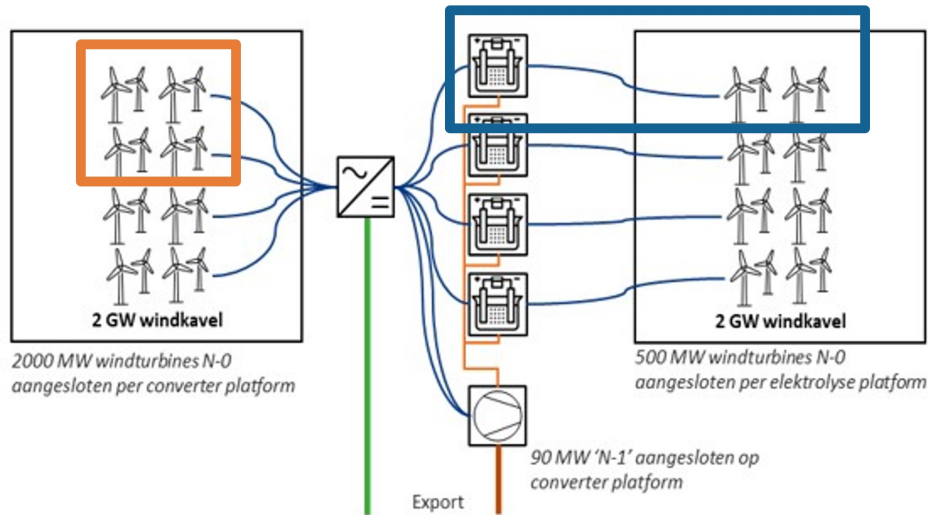 2 GW windkavel
2000 MW windturbines N-0
aangesloten per converter platform
2 GW windkavel
500 MW windturbines N-0
aangesloten per elektrolyse platform
90 MW ‘N-1’ aangesloten op
converter platform
Export